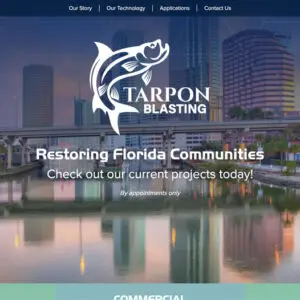 Our Story | Our Technology | Applications | Contact Us
TARPON
BLASTING
Restoring Florida Communities
Check out our current projects today!
By appointments only
COMMERCIAL